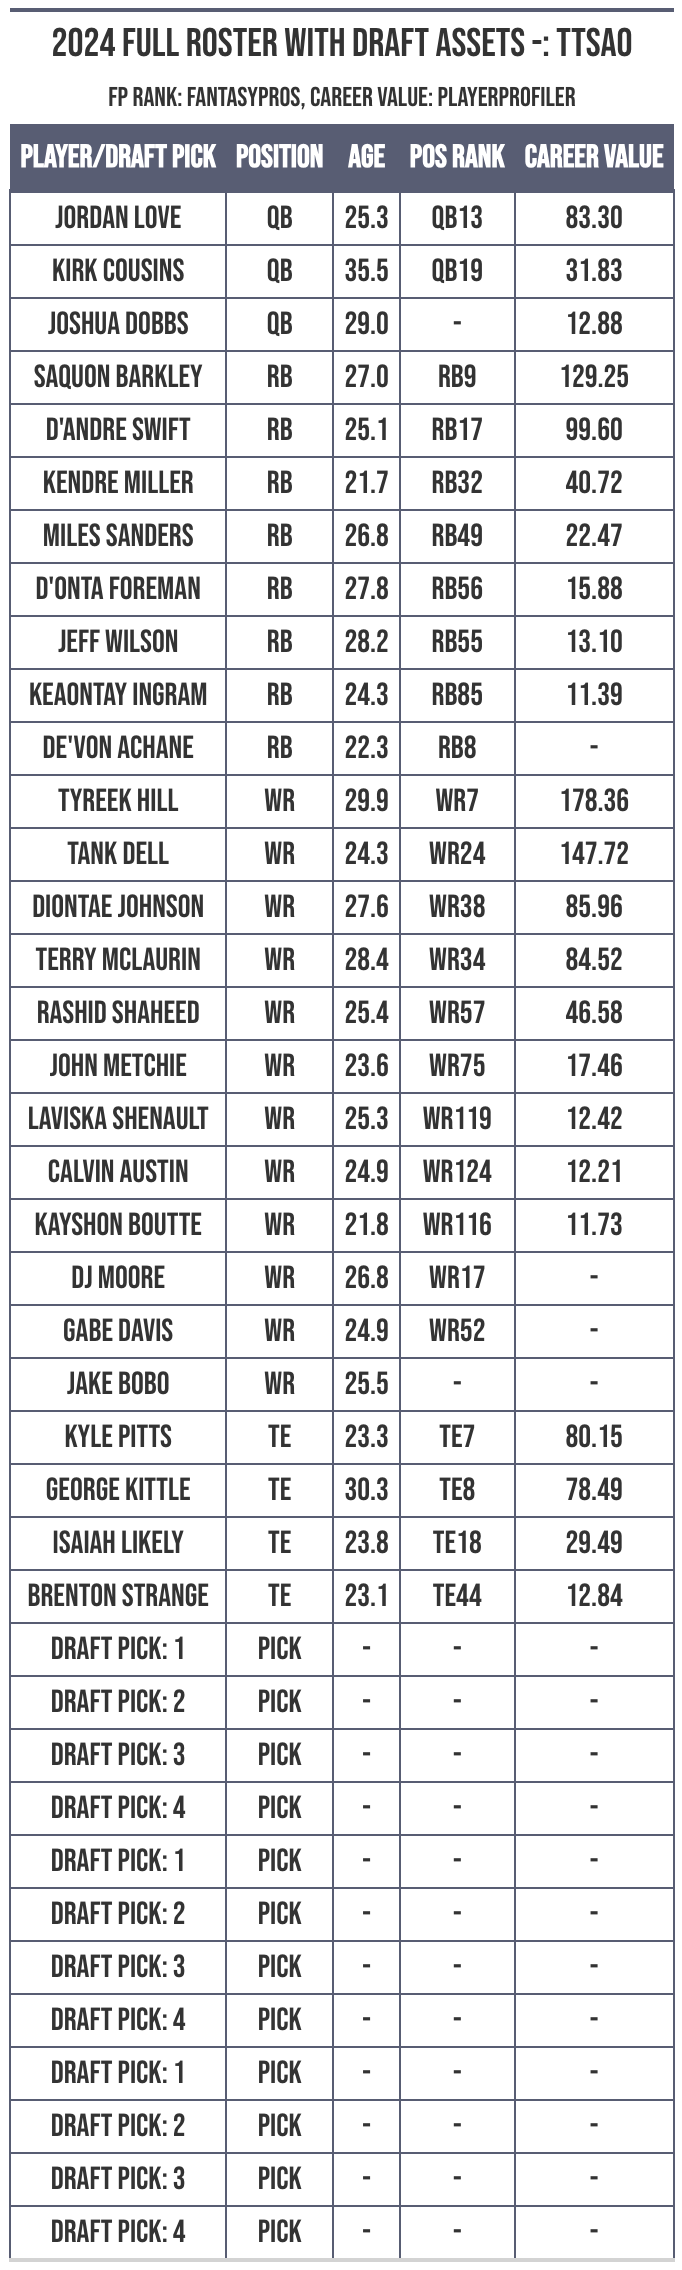 2024 FULL ROSTER WITH DRAFT ASSETS -: TTSAO
FP RANK: FANTASYPROS, CAREER VALUE: PLAYERPROFILER
PLAYER/DRAFT PICK POSITION AGE POS RANK CAREER VALUE
JORDAN LOVE QB 25.3 QB13 83.30
KIRK COUSINS QB 35.5 QB19 31.83
JOSHUA DOBBS QB 29.0 - 12.88
SAQUON BARKLEY RB 27.0 RB9 129.25
D'ANDRE SWIFT RB 25.1 RB17 99.60
KENDRE MILLER RB 21.7 RB32 40.72
MILES SANDERS RB 26.8 RB49 22.47
D'ONTA FOREMAN RB 27.8 RB56 15.88
JEFF WILSON RB 28.2 RB55 13.10
KEAONTAY INGRAM RB 24.3 RB85 11.39
DE'VON ACHANE RB 22.3 RB8 -
TYREEK HILL WR 29.9 WR7 178.36
TANK DELL WR 24.3 WR24 147.72
DIONTAE JOHNSON WR 27.6 WR38 85.96
TERRY MCLAURIN WR 28.4 WR34 84.52
RASHID SHAHEED WR 25.4 WR57 46.58
JOHN METCHIE WR 23.6 WR75 17.46
LAVISKA SHENAULT WR 25.3 WR119 12.42
CALVIN AUSTIN WR 24.9 WR124 12.21
KAYSHON BOUTTE WR 21.8 WR116 11.73
DJ MOORE WR 26.8 WR17 -
GABE DAVIS WR 24.9 WR52 -
JAKE BOBO WR 25.5 - -
KYLE PITTS TE 23.3 TE7 80.15
GEORGE KITTLE TE 30.3 TE8 78.49
ISAIAH LIKELY TE 23.8 TE18 29.49
BRENTON STRANGE TE 23.1 TE44 12.84
DRAFT PICK: 1 PICK - - -
DRAFT PICK: 2 PICK - - -
DRAFT PICK: 3 PICK - - -
DRAFT PICK: 4 PICK - - -
DRAFT PICK: 1 PICK - - -
DRAFT PICK: 2 PICK - - -
DRAFT PICK: 3 PICK - - -
DRAFT PICK: 4 PICK - - -
DRAFT PICK: 1 PICK - - -
DRAFT PICK: 2 PICK - - -
DRAFT PICK: 3 PICK - - -
DRAFT PICK: 4 PICK - - -